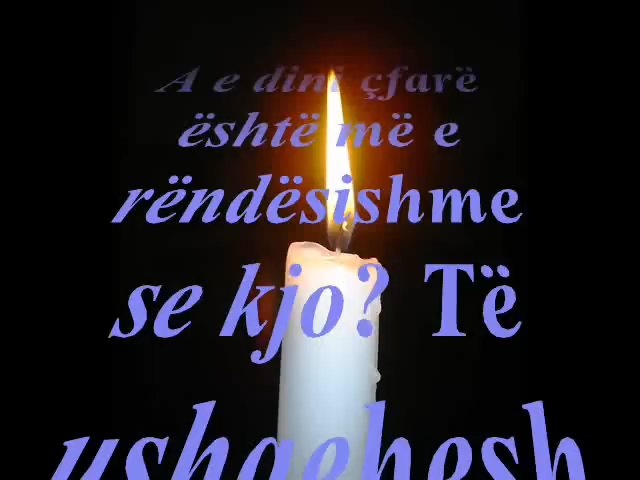 A e dini çfarë
është më e
rëndësishme
se kjo? Të
ushqehesh